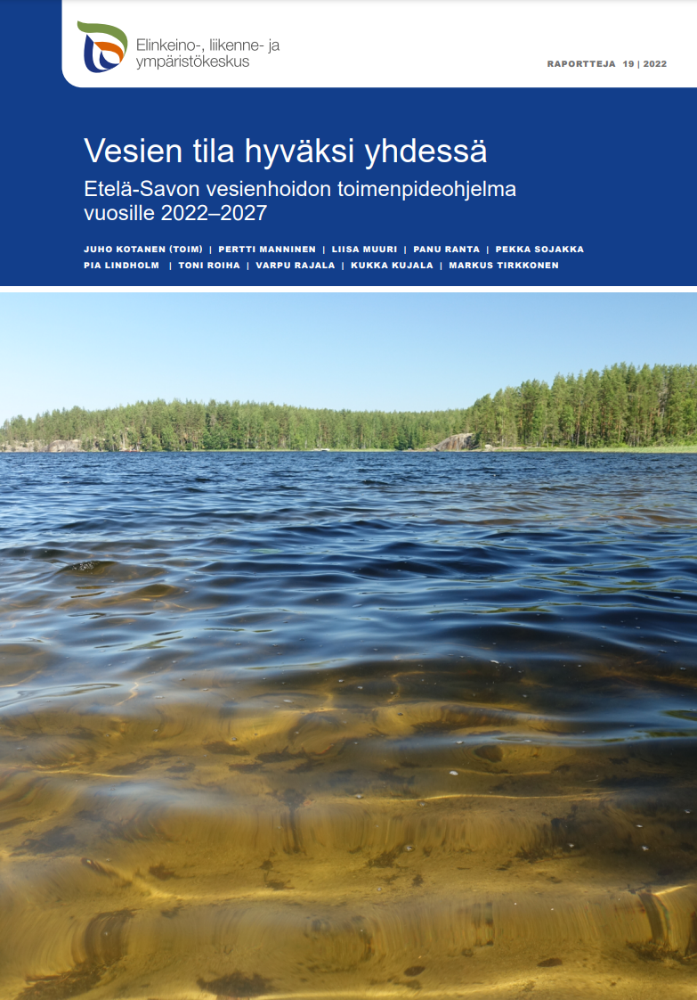 Elinkeino-, liikenne- ja
ympäristökeskus
RAPORTTEJA 19 | 2022
Vesien tila hyväksi yhdessä
Etelä-Savon vesienhoidon toimenpideohjelma
vuosille 2022–2027
JUHO KOTANEN (TOIM) | PERTTI MANNINEN | LIISA MUURI | PANU RANTA | PEKKA SOJAKKA
PIA LINDHOLM | TONI ROIHA | VARPU RAJALA | KUKKA KUJALA | MARKUS TIRKKONEN